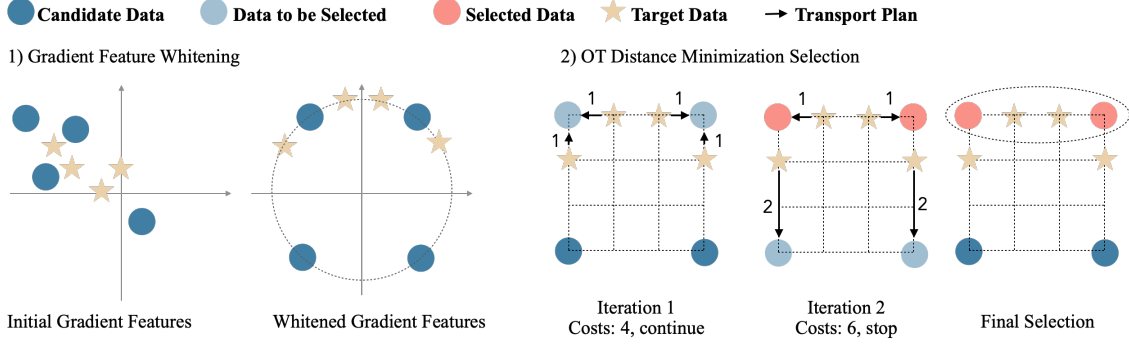 Candidate Data
Data to be Selected
Selected Data
Target Data
Transport Plan
1) Gradient Feature Whitening
2) OT Distance Minimization Selection
1
1
1
1
1
1
2
2
Initial Gradient Features
Whitened Gradient Features
Iteration 1
Costs: 4, continue
Iteration 2
Costs: 6, stop
Final Selection